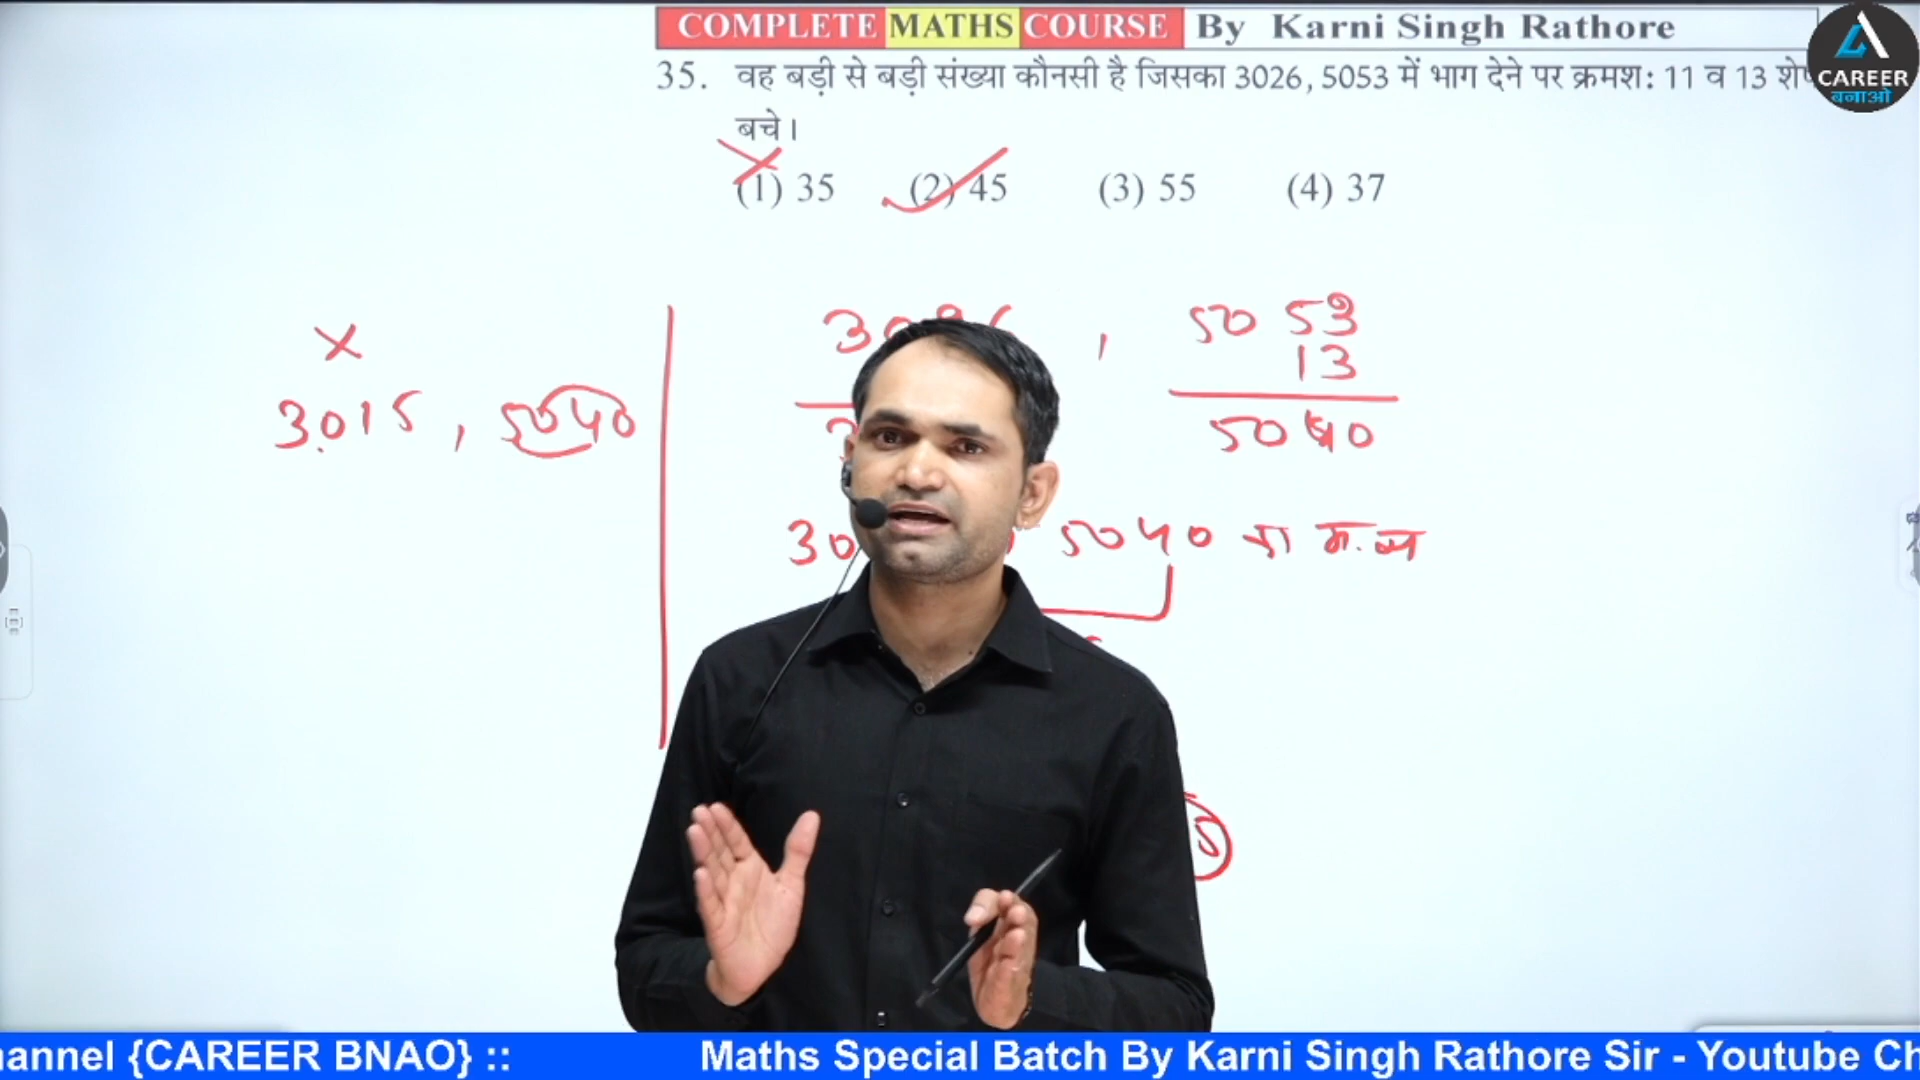 COMPLETE MATHS COURSE By Karni Singh Rathore
CAREER
बनाओ
35. वह बड़ी से बड़ी संख्या कौनसी है जिसका 3026, 5053 में भाग देने पर क्रमश: 11 व 13
बचे।
(1) 35 (2) 45 (3) 55 (4) 37
, 5053
13
5040
3015 , 5040
5040 का म.स
hannel {CAREER BNAO} :: Maths Special Batch By Karni Singh Rathore Sir - Youtube Ch